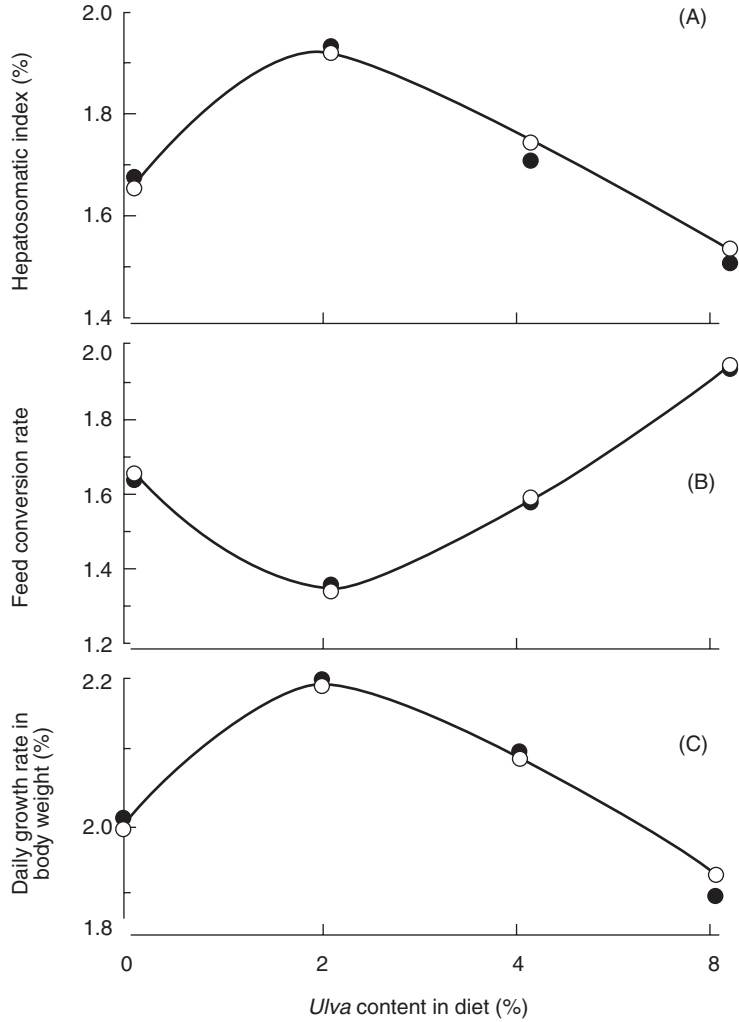 (A)
Hepatosomatic index (%)
2.0
1.8
1.6
1.4
(B)
Feed conversion rate
2.0
1.8
1.6
1.4
1.2
(C)
Daily growth rate in
body weight (%)
2.2
2.0
1.8
0 2 4 8
Ulva content in diet (%)